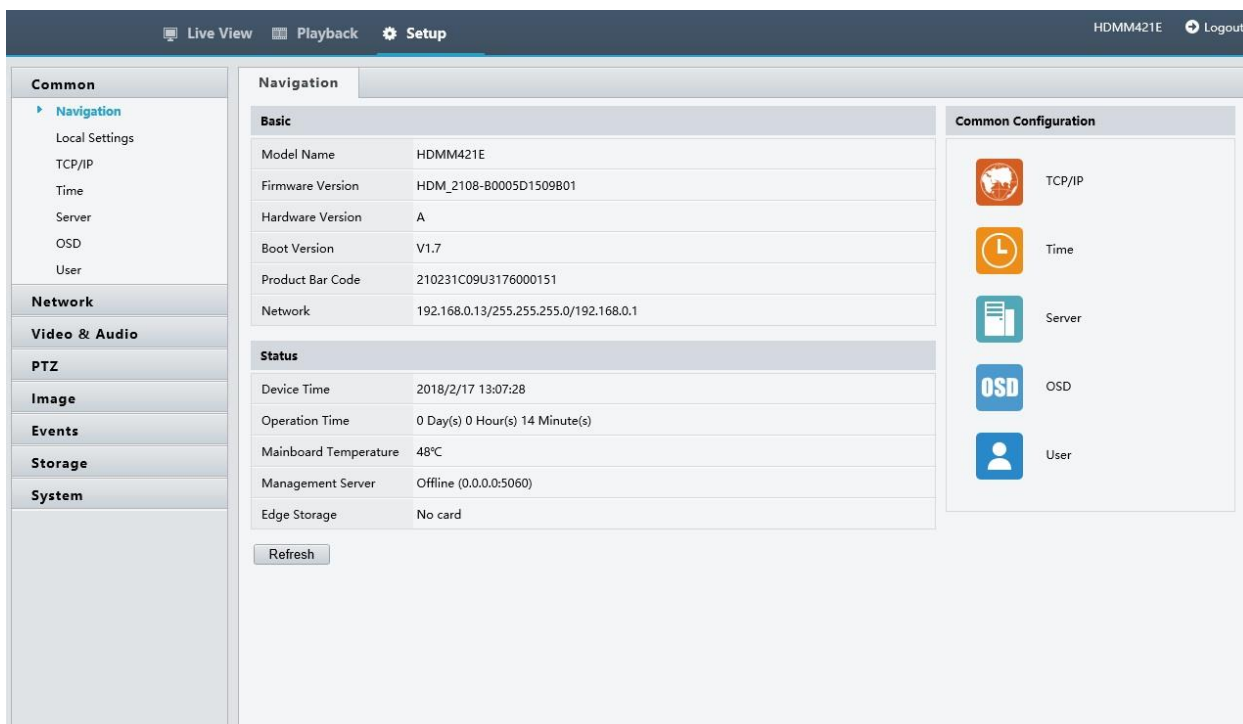 Live View Playback Setup HDMM421E Logout
Common
Navigation
Local Settings
TCP/IP
Time
Server
OSD
User
Network
Video & Audio
PTZ
Image
Events
Storage
System
Navigation
Basic
Model Name HDMM421E
Firmware Version HDM_2108-B0005D1509B01
Hardware Version A
Boot Version V1.7
Product Bar Code 210231C09U3176000151
Network 192.168.0.13/255.255.255.0/192.168.0.1
Status
Device Time 2018/2/17 13:07:28
Operation Time 0 Day(s) 0 Hour(s) 14 Minute(s)
Mainboard Temperature 48℃
Management Server Offline (0.0.0.0:5060)
Edge Storage No card
Refresh
Common Configuration
TCP/IP
Time
Server
OSD OSD
User